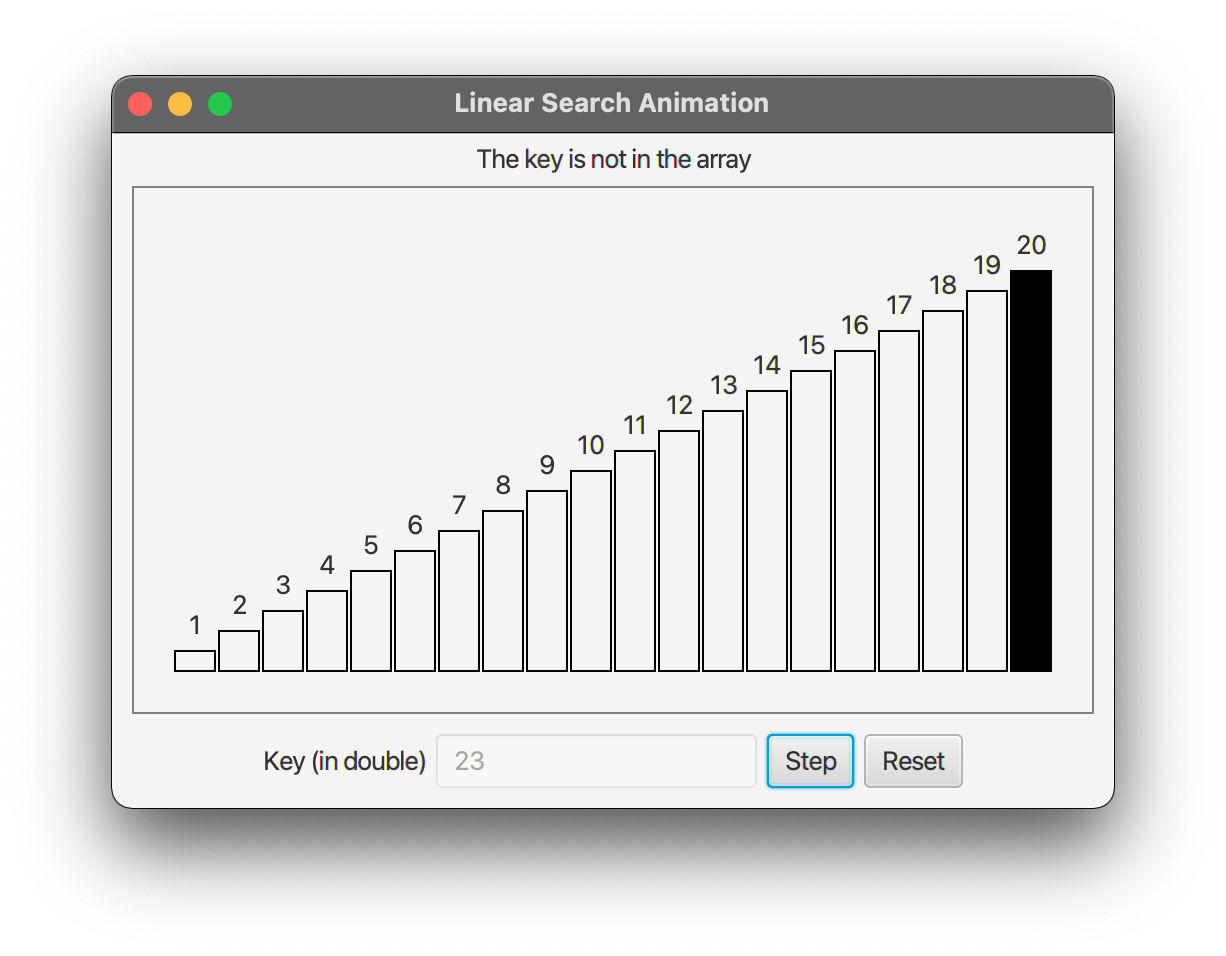 Linear Search Animation
The key is not in the array
1 2 3 4 5 6 7 8 9 10 11 12 13 14 15 16 17 18 19 20
Key (in double) 23 Step Reset